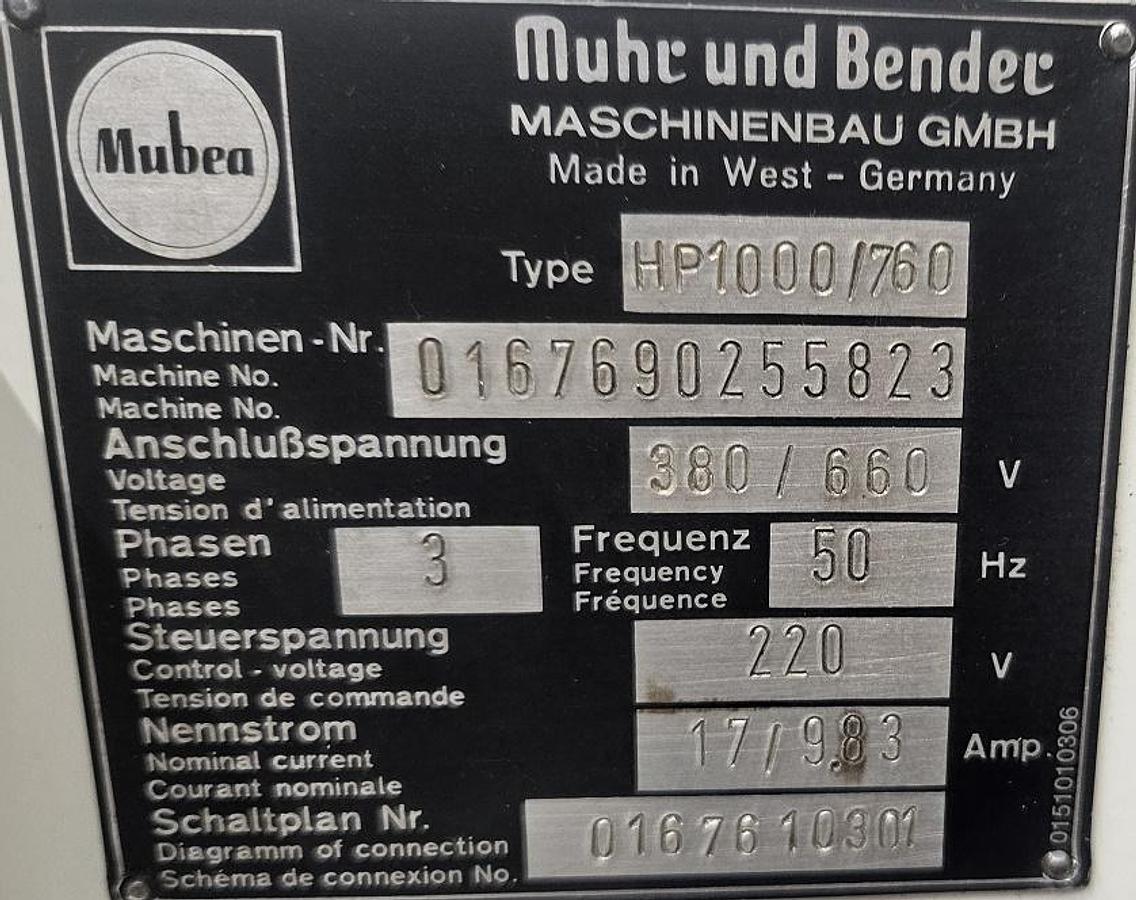 Mubea
Muhr und Bender
MASCHINENBAU GMBH
Made in West - Germany
Type HP1000/760
Maschinen-Nr. 0167690255823
Machine No.
Machine No.
Anschlußspannung 380 / 660 V
Voltage
Tension d' alimentation
Phasen 3 Frequenz 50 Hz
Phases Frequency
Phases Fréquence
Steuerspannung 220 V
Control - voltage
Tension de commande
Nennstrom 17 / 9,83 Amp.
Nominal current
Courant nominale
Schaltplan Nr. 0167610301
Diagramm of connection
Schéma de connexion No.
0151010306